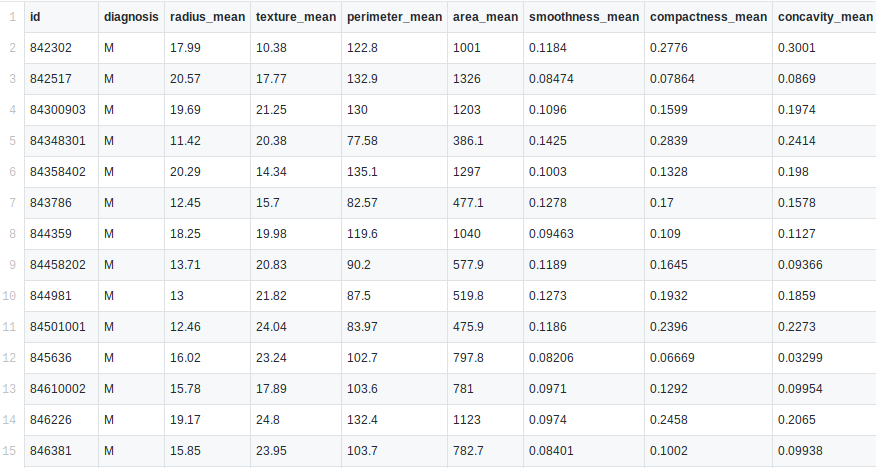 1 id diagnosis radius_mean texture_mean perimeter_mean area_mean smoothness_mean compactness_mean concavity_mean
2 842302 M 17.99 10.38 122.8 1001 0.1184 0.2776 0.3001
3 842517 M 20.57 17.77 132.9 1326 0.08474 0.07864 0.0869
4 84300903 M 19.69 21.25 130 1203 0.1096 0.1599 0.1974
5 84348301 M 11.42 20.38 77.58 386.1 0.1425 0.2839 0.2414
6 84358402 M 20.29 14.34 135.1 1297 0.1003 0.1328 0.198
7 843786 M 12.45 15.7 82.57 477.1 0.1278 0.17 0.1578
8 844359 M 18.25 19.98 119.6 1040 0.09463 0.109 0.1127
9 84458202 M 13.71 20.83 90.2 577.9 0.1189 0.1645 0.09366
10 844981 M 13 21.82 87.5 519.8 0.1273 0.1932 0.1859
11 84501001 M 12.46 24.04 83.97 475.9 0.1186 0.2396 0.2273
12 845636 M 16.02 23.24 102.7 797.8 0.08206 0.06669 0.03299
13 84610002 M 15.78 17.89 103.6 781 0.0971 0.1292 0.09954
14 846226 M 19.17 24.8 132.4 1123 0.0974 0.2458 0.2065
15 846381 M 15.85 23.95 103.7 782.7 0.08401 0.1002 0.09938